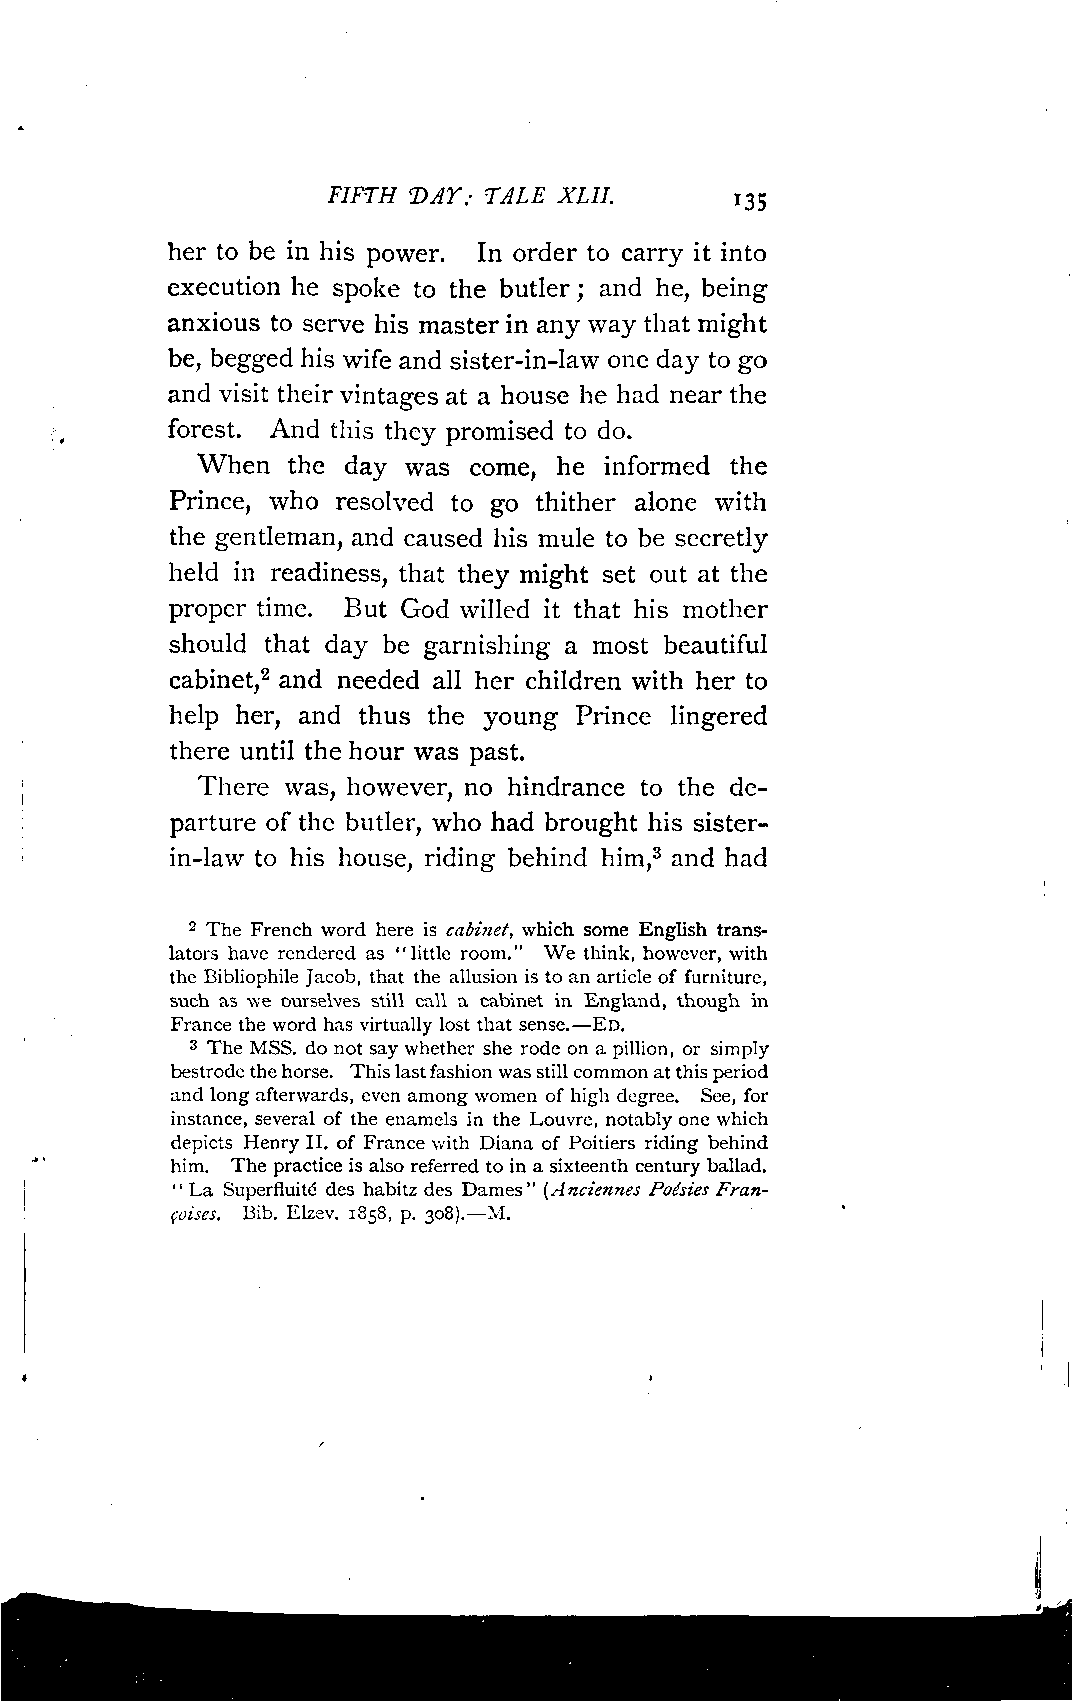 FIFTH DAY: TALE XLII. 135
her to be in his power. In order to carry it into
execution he spoke to the butler; and he, being
anxious to serve his master in any way that might
be, begged his wife and sister-in-law one day to go
and visit their vintages at a house he had near the
forest. And this they promised to do.
When the day was come, he informed the
Prince, who resolved to go thither alone with
the gentleman, and caused his mule to be secretly
held in readiness, that they might set out at the
proper time. But God willed it that his mother
should that day be garnishing a most beautiful
cabinet,² and needed all her children with her to
help her, and thus the young Prince lingered
there until the hour was past.
There was, however, no hindrance to the de-
parture of the butler, who had brought his sister-
in-law to his house, riding behind him,³ and had
² The French word here is cabinet, which some English trans-
lators have rendered as "little room." We think, however, with
the Bibliophile Jacob, that the allusion is to an article of furniture,
such as we ourselves still call a cabinet in England, though in
France the word has virtually lost that sense.—ED.
³ The MSS. do not say whether she rode on a pillion, or simply
bestrode the horse. This last fashion was still common at this period
and long afterwards, even among women of high degree. See, for
instance, several of the enamels in the Louvre, notably one which
depicts Henry II. of France with Diana of Poitiers riding behind
him. The practice is also referred to in a sixteenth century ballad.
"La Superfluité des habitz des Dames" (Anciennes Poésies Fran-
çoises. Bib. Elzev. 1858, p. 308).—M.